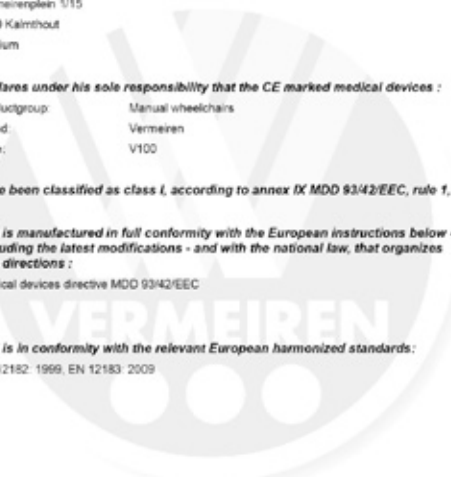 meirenplein 1/15
Kalmthout
ium
lares under his sole responsibility that the CE marked medical devices :
uctgroup: Manual wheelchairs
d: Vermeiren
e: V100
e been classified as class I, according to annex IX MDD 93/42/EEC, rule 1,
is manufactured in full conformity with the European instructions below
uding the latest modifications - and with the national law, that organizes
directions :
ical devices directive MDD 93/42/EEC
VERMEIREN
is in conformity with the relevant European harmonized standards:
12182: 1999, EN 12183: 2009